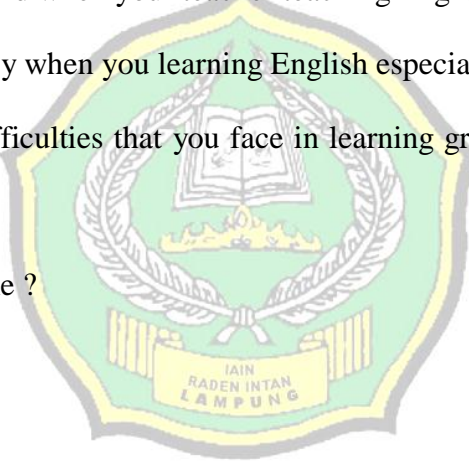 y when you learning English especia
fficulties that you face in learning gr
e ?
IAIN
RADEN INTAN
LAMPUNG